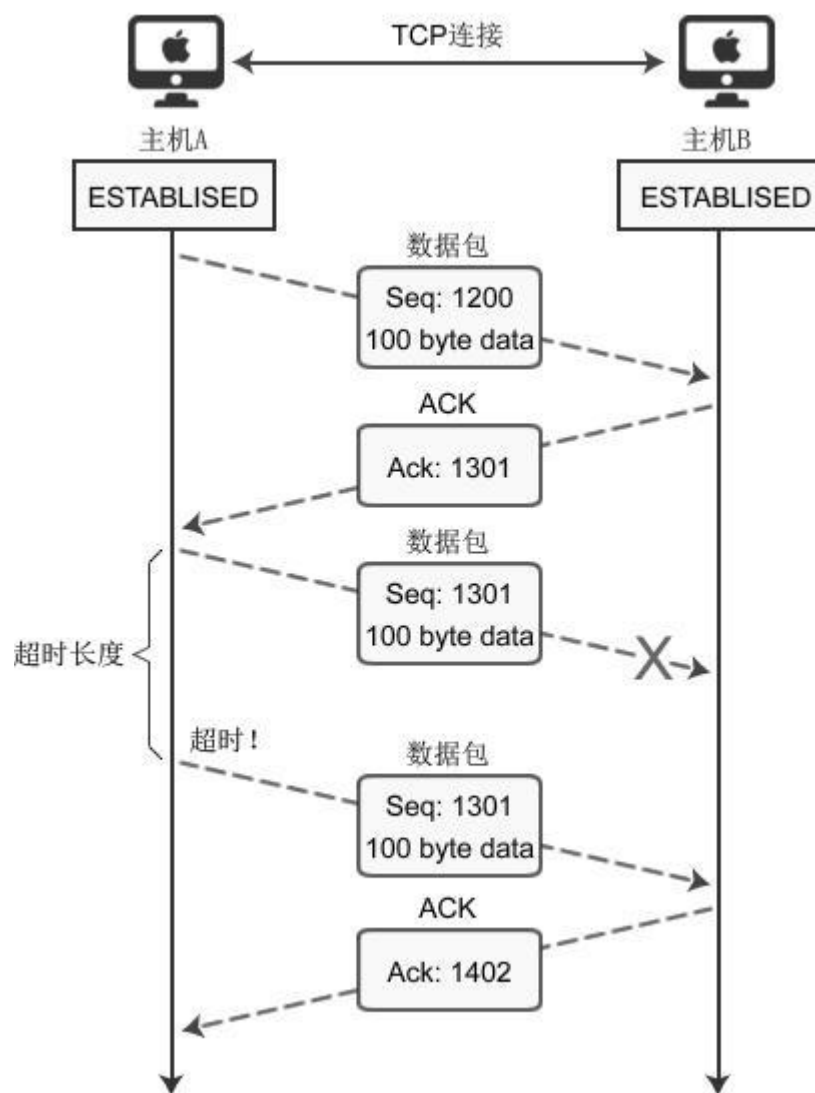 TCP连接
主机A
主机B
ESTABLISED
ESTABLISED
数据包
Seq: 1200
100 byte data
ACK
Ack: 1301
数据包
Seq: 1301
100 byte data
X
超时长度
超时!
数据包
Seq: 1301
100 byte data
ACK
Ack: 1402